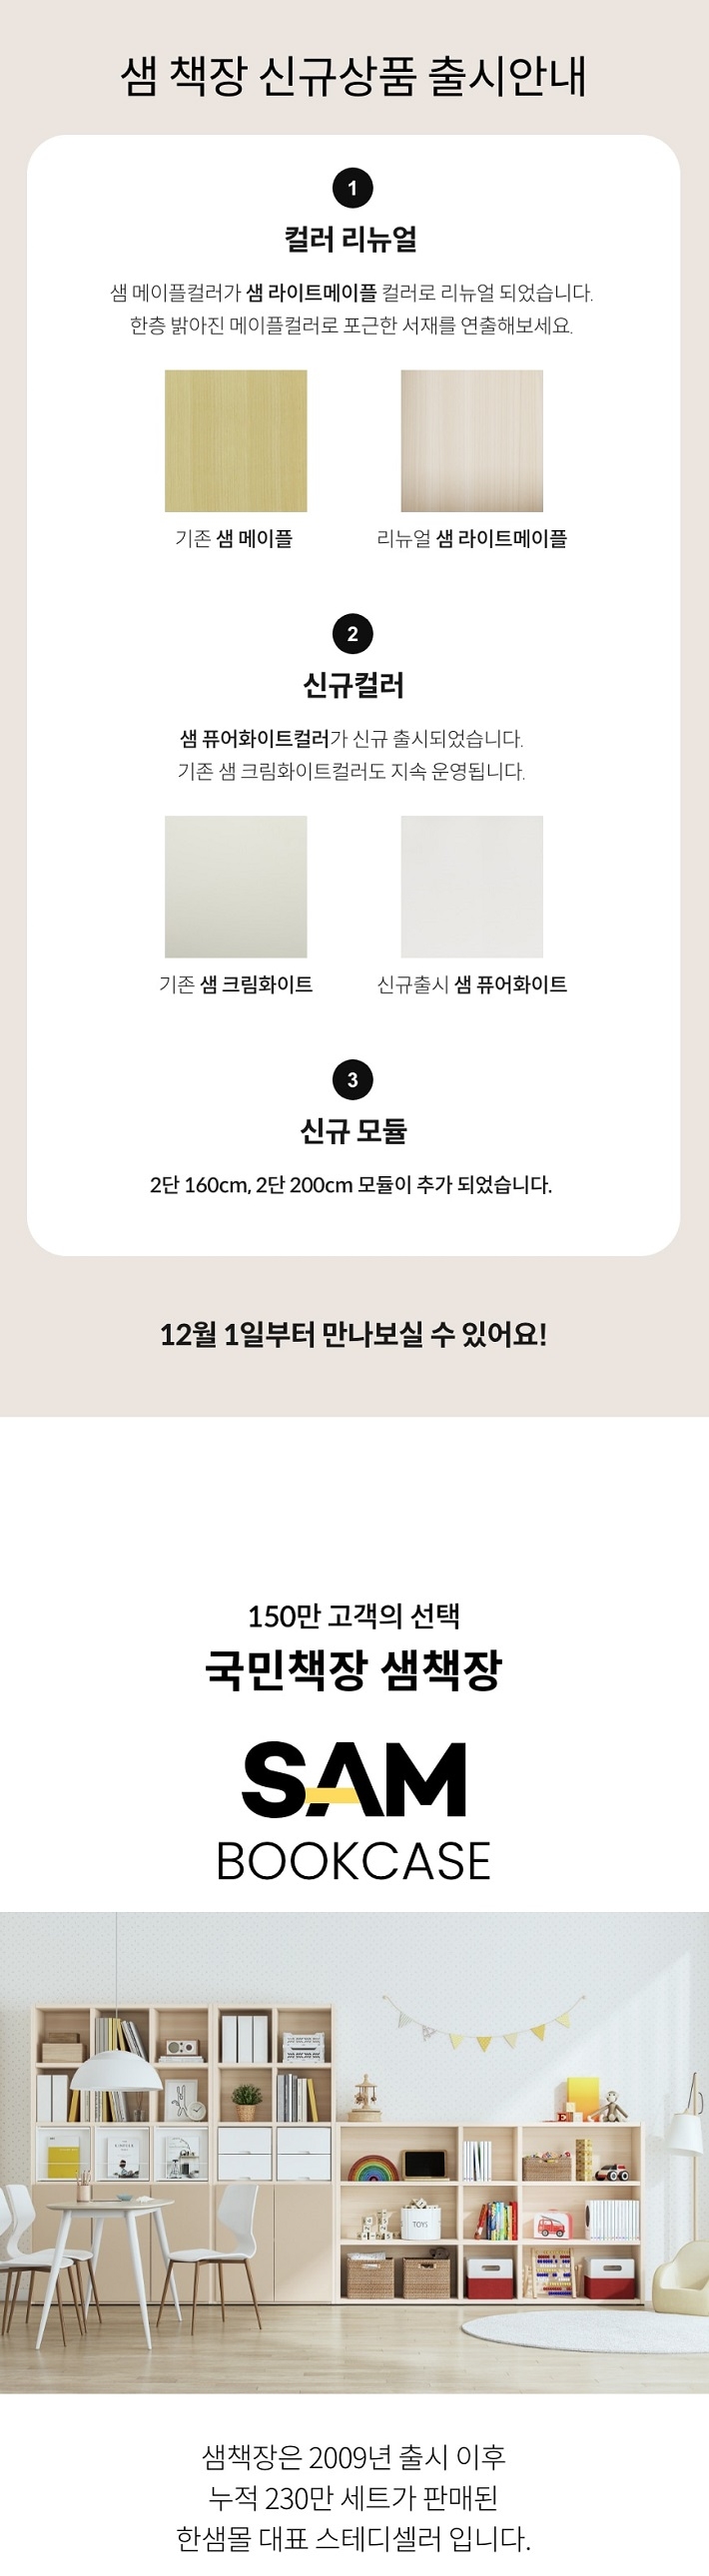 샘 책장 신규상품 출시안내
1
컬러 리뉴얼
샘 메이플컬러가 샘 라이트메이플 컬러로 리뉴얼 되었습니다.
한층 밝아진 메이플컬러로 포근한 서재를 연출해보세요.
기존 샘 메이플
리뉴얼 샘 라이트메이플
2
신규컬러
샘 퓨어화이트컬러가 신규 출시되었습니다.
기존 샘 크림화이트컬러도 지속 운영됩니다.
기존 샘 크림화이트
신규출시 샘 퓨어화이트
3
신규 모듈
2단 160cm, 2단 200cm 모듈이 추가 되었습니다.
12월 1일부터 만나보실 수 있어요!
150만 고객의 선택
국민책장 샘책장
SAM
BOOKCASE
TOYS
샘책장은 2009년 출시 이후
누적 230만 세트가 판매된
한샘몰 대표 스테디셀러 입니다.